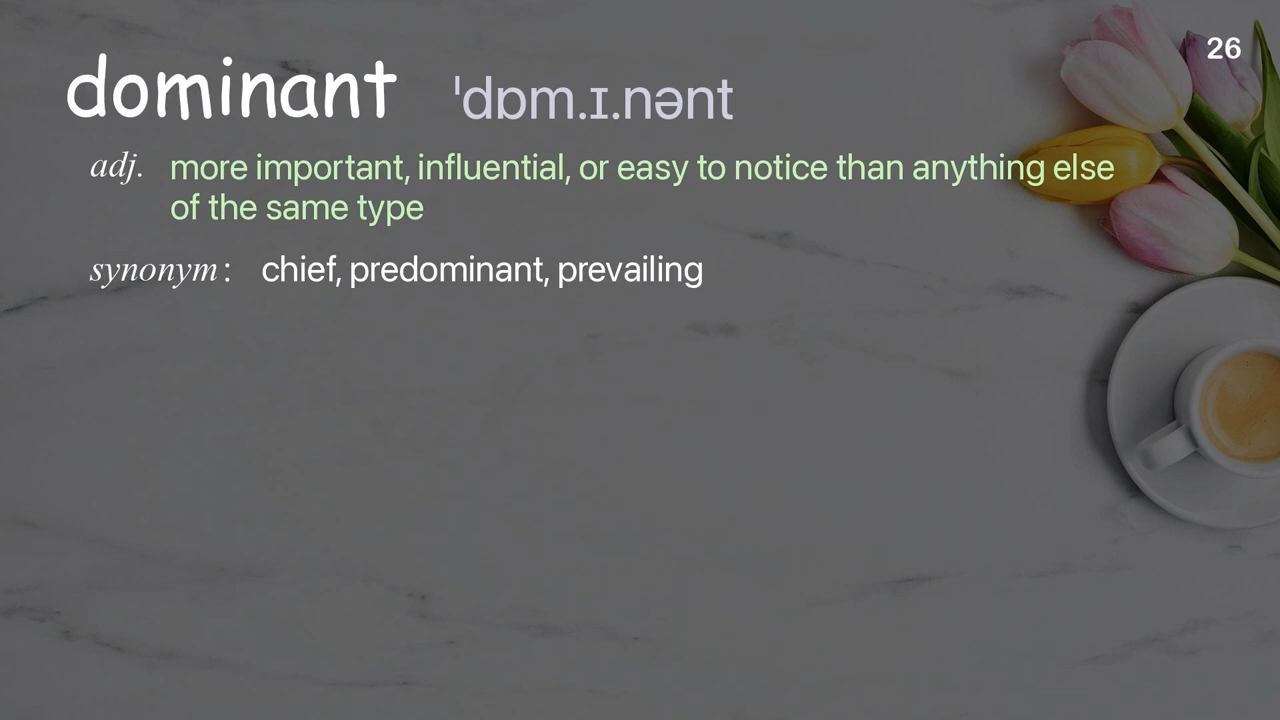 26
dominant ˈdɒm.ɪ.nənt
adj. more important, influential, or easy to notice than anything else
of the same type
synonym : chief, predominant, prevailing